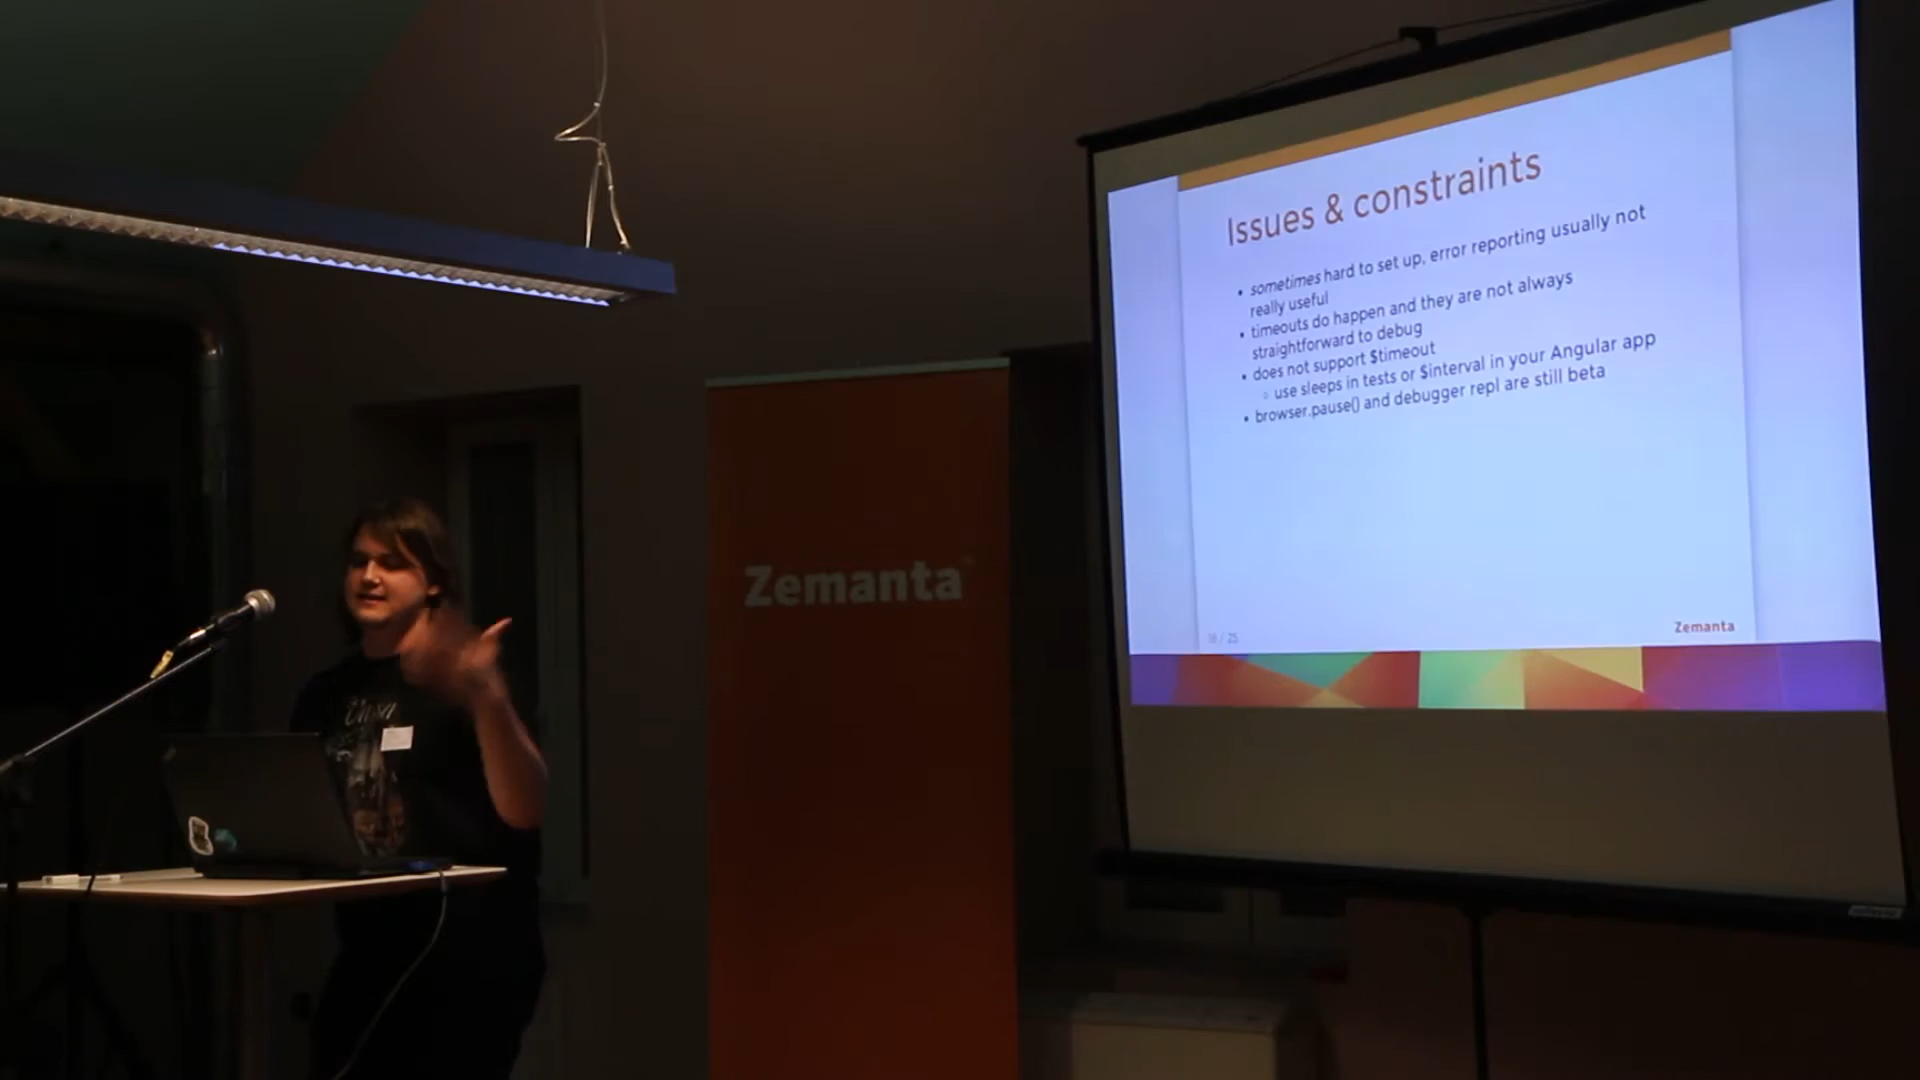 Issues & constraints
• sometimes hard to set up, error reporting usually not
really useful
• timeouts do happen and they are not always
straightforward to debug
• does not support $timeout
◦ use sleeps in tests or $interval in your Angular app
• browser.pause() and debugger repl are still beta
18 / 25
Zemanta
Zemanta